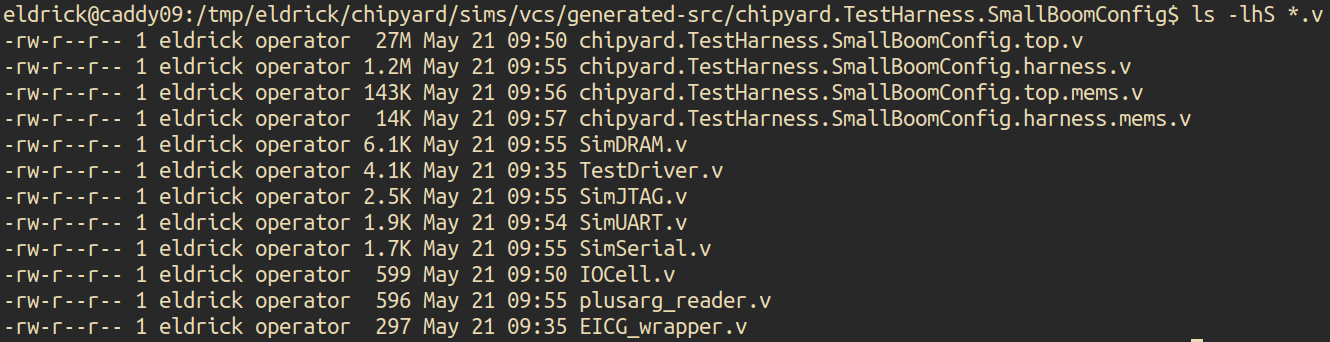 eldrick@caddy09:/tmp/eldrick/chipyard/sims/vcs/generated-src/chipyard.TestHarness.SmallBoomConfig$ ls -lhS *.v
-rw-r--r-- 1 eldrick operator  27M May 21 09:50 chipyard.TestHarness.SmallBoomConfig.top.v
-rw-r--r-- 1 eldrick operator 1.2M May 21 09:55 chipyard.TestHarness.SmallBoomConfig.harness.v
-rw-r--r-- 1 eldrick operator 143K May 21 09:56 chipyard.TestHarness.SmallBoomConfig.top.mems.v
-rw-r--r-- 1 eldrick operator  14K May 21 09:57 chipyard.TestHarness.SmallBoomConfig.harness.mems.v
-rw-r--r-- 1 eldrick operator 6.1K May 21 09:55 SimDRAM.v
-rw-r--r-- 1 eldrick operator 4.1K May 21 09:35 TestDriver.v
-rw-r--r-- 1 eldrick operator 2.5K May 21 09:55 SimJTAG.v
-rw-r--r-- 1 eldrick operator 1.9K May 21 09:54 SimUART.v
-rw-r--r-- 1 eldrick operator 1.7K May 21 09:55 SimSerial.v
-rw-r--r-- 1 eldrick operator  599 May 21 09:50 IOCell.v
-rw-r--r-- 1 eldrick operator  596 May 21 09:55 plusarg_reader.v
-rw-r--r-- 1 eldrick operator  297 May 21 09:35 EICG_wrapper.v